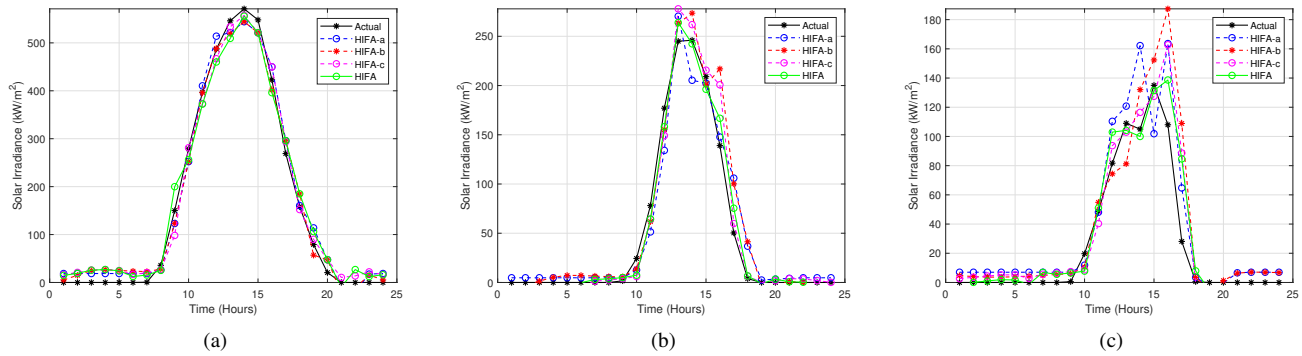 Solar Irradiance (kW/m²)
500
400
300
200
100
0
0 5 10 15 20 25
Time (Hours)
Actual
HIFA-a
HIFA-b
HIFA-c
HIFA
(a)
Solar Irradiance (kW/m²)
250
200
150
100
50
0
0 5 10 15 20 25
Time (Hours)
Actual
HIFA-a
HIFA-b
HIFA-c
HIFA
(b)
Solar Irradiance (kW/m²)
180
160
140
120
100
80
60
40
20
0
0 5 10 15 20 25
Time (Hours)
Actual
HIFA-a
HIFA-b
HIFA-c
HIFA
(c)